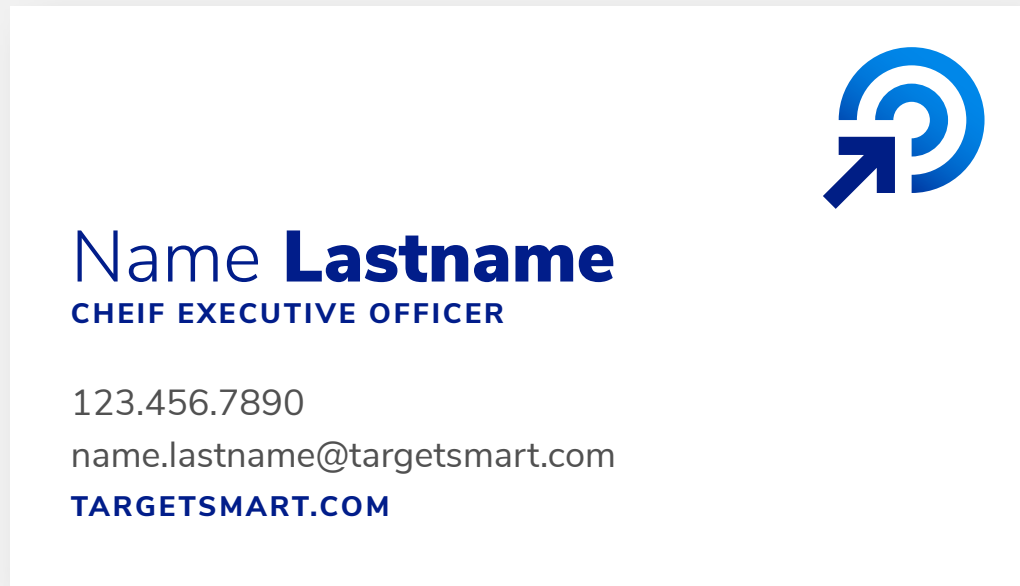 Name Lastname
CHEIF EXECUTIVE OFFICER
123.456.7890
name.lastname@targetsmart.com
TARGETSMART.COM